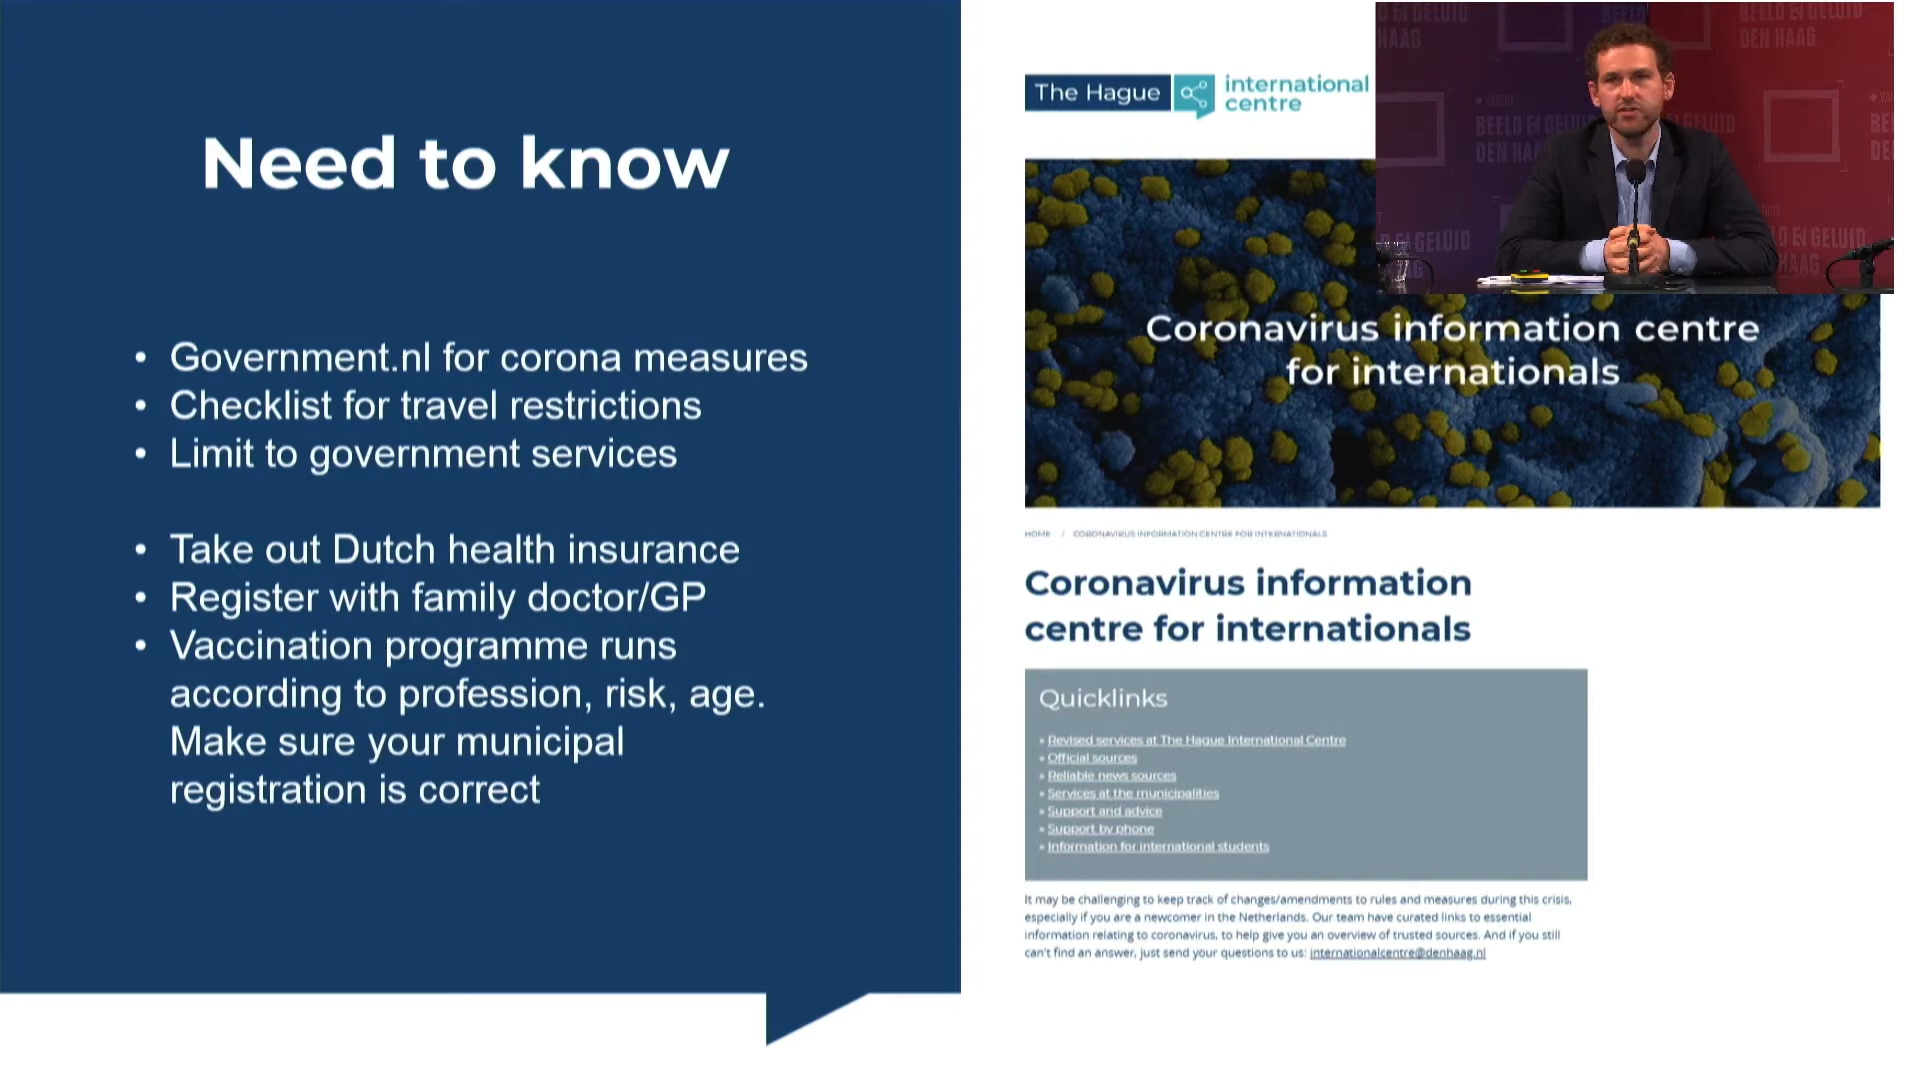 Need to know
• Government.nl for corona measures
• Checklist for travel restrictions
• Limit to government services
• Take out Dutch health insurance
• Register with family doctor/GP
• Vaccination programme runs
according to profession, risk, age.
Make sure your municipal
registration is correct
The Hague
international
centre
Coronavirus information centre
for internationals
HOME / CORONAVIRUS INFORMATION CENTRE FOR INTERNATIONALS
Coronavirus information
centre for internationals
Quicklinks
» Revised services at The Hague International Centre
» Official sources
» Reliable news sources
» Services at the municipalities
» Support and advice
» Support by phone
» Information for international students
It may be challenging to keep track of changes/amendments to rules and measures during this crisis,
especially if you are a newcomer in the Netherlands. Our team have curated links to essential
information relating to coronavirus, to help give you an overview of trusted sources. And if you still
can't find an answer, just send your questions to us: internationalcentre@denhaag.nl
DEN HAAG
BEELD EN GELUID
DEN HAAG